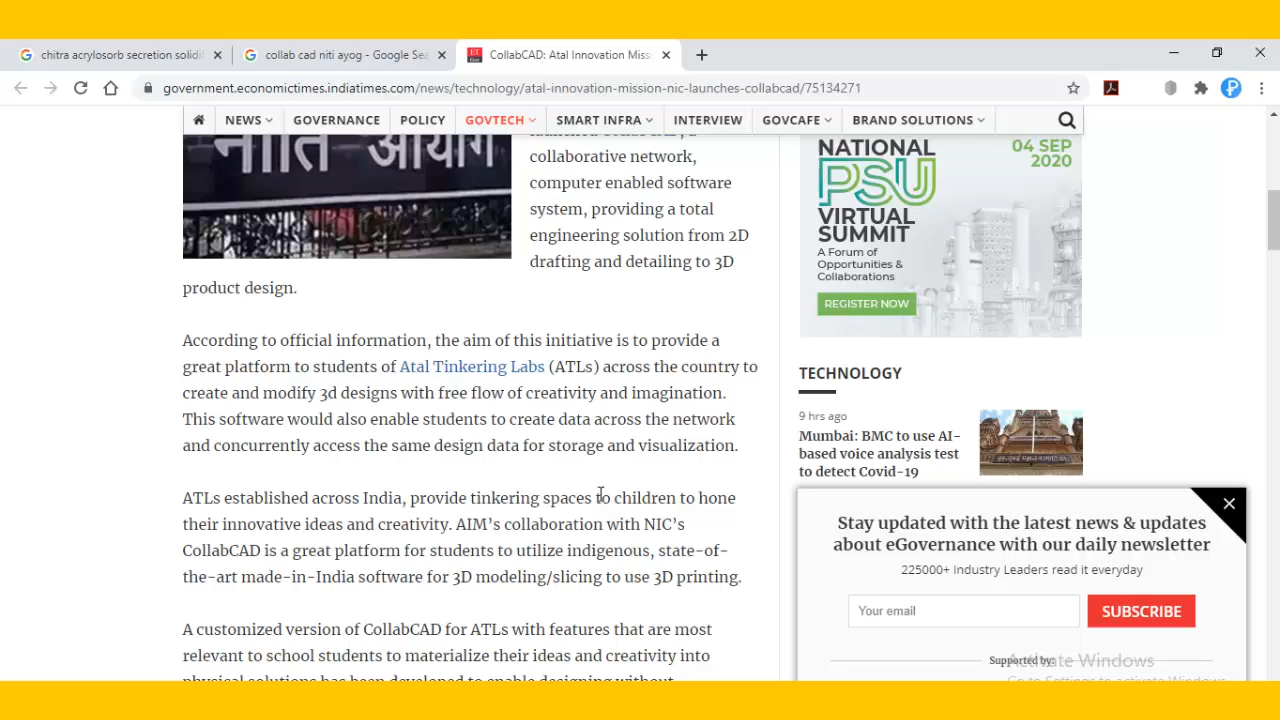 chitra acrylosorb secretion solidi
collab cad niti ayog - Google Sea
CollabCAD: Atal Innovation Miss
government.economictimes.indiatimes.com/news/technology/atal-innovation-mission-nic-launches-collabcad/75134271
NEWS GOVERNANCE POLICY GOVTECH SMART INFRA INTERVIEW GOVCAFE BRAND SOLUTIONS
नीति आयोग
collaborative network,
computer enabled software
system, providing a total
engineering solution from 2D
drafting and detailing to 3D
product design.
According to official information, the aim of this initiative is to provide a
great platform to students of Atal Tinkering Labs (ATLs) across the country to
create and modify 3d designs with free flow of creativity and imagination.
This software would also enable students to create data across the network
and concurrently access the same design data for storage and visualization.
ATLs established across India, provide tinkering spaces to children to hone
their innovative ideas and creativity. AIM’s collaboration with NIC’s
CollabCAD is a great platform for students to utilize indigenous, state-of-
the-art made-in-India software for 3D modeling/slicing to use 3D printing.
A customized version of CollabCAD for ATLs with features that are most
relevant to school students to materialize their ideas and creativity into
physical solutions has been developed to enable designing without
NATIONAL
04 SEP
2020
PSU
VIRTUAL
SUMMIT
A Forum of
Opportunities &
Collaborations
REGISTER NOW
TECHNOLOGY
9 hrs ago
Mumbai: BMC to use AI-
based voice analysis test
to detect Covid-19
Stay updated with the latest news & updates
about eGovernance with our daily newsletter
225000+ Industry Leaders read it everyday
Your email
SUBSCRIBE
Supported by:
Activate Windows
Go to Settings to activate Windows.